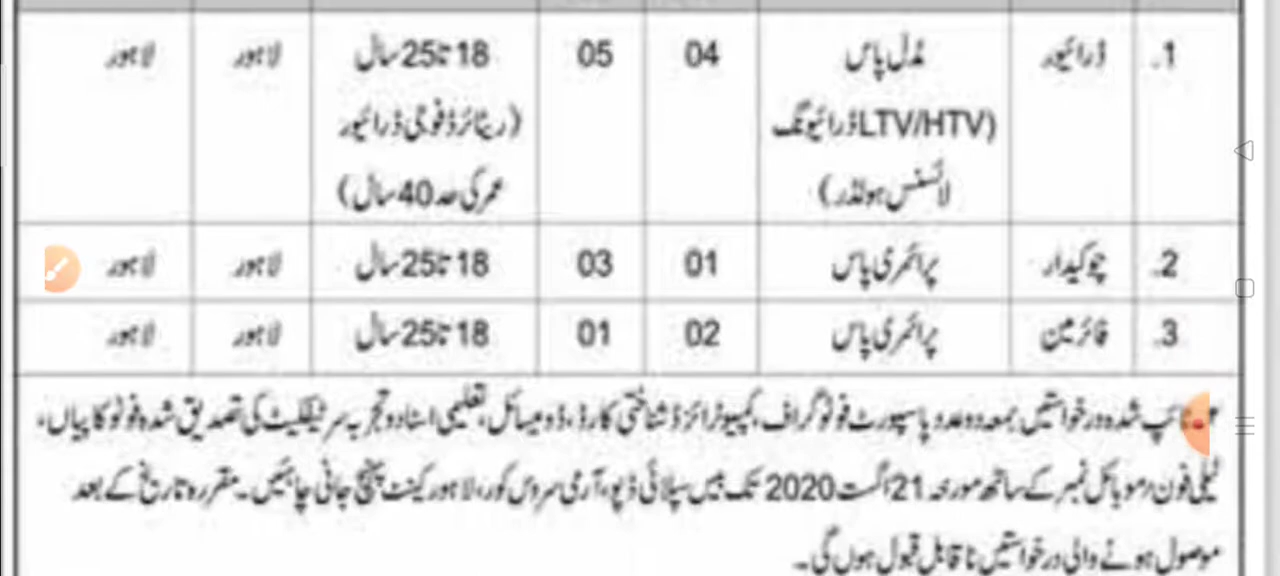 1. ڈرائیور مڈل پاس 04 05 18 تا 25 سال لاہور لاہور
(LTV/HTV ڈرائیونگ (ریٹائرڈ فوجی ڈرائیور
لائسنس ہولڈر) عمر کی حد 40 سال)
2. چوکیدار پرائمری پاس 01 03 18 تا 25 سال لاہور لاہور
3. فائرمین پرائمری پاس 02 01 18 تا 25 سال لاہور لاہور
شدہ درخواستیں بمعہ دو عدد پاسپورٹ فوٹوگراف، کمپیوٹرائزڈ شناختی کارڈ، ڈومیسائل، تعلیمی اسناد و تجربہ سرٹیفکیٹ کی تصدیق شدہ فوٹو کاپیاں،
ٹیلی فون / موبائل نمبر کے ساتھ مورخہ 21 اگست 2020 تک بیس سپلائی ڈپو، آرمی سروس کور، لاہور کینٹ پہنچ جانی چاہئیں۔ مقررہ تاریخ کے بعد
موصول ہونے والی درخواستیں ناقابل قبول ہوں گی۔